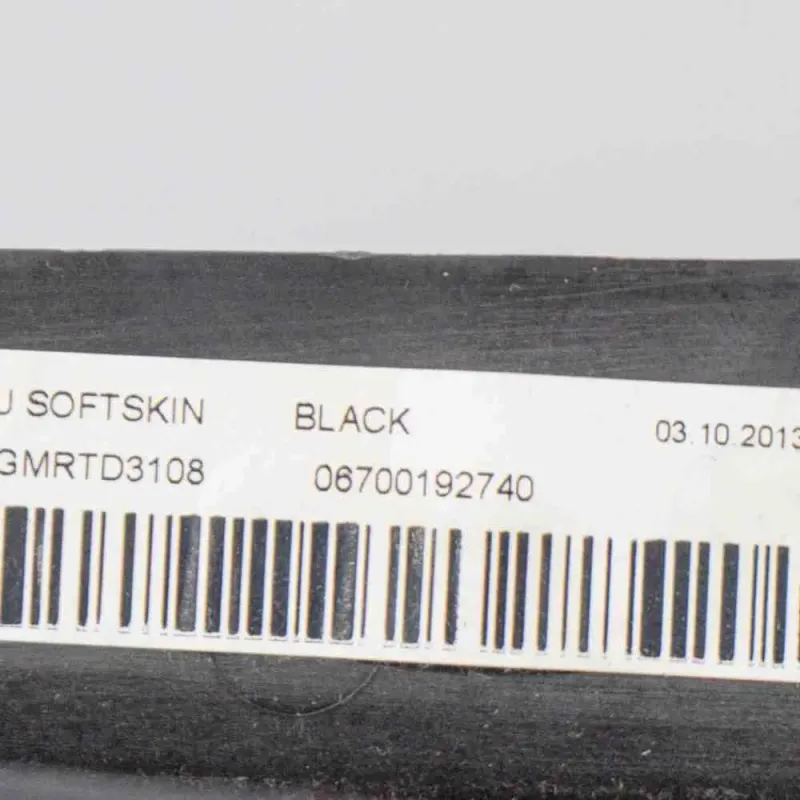 U SOFTSKIN BLACK 03.10.2013
GMRTD3108 06700192740